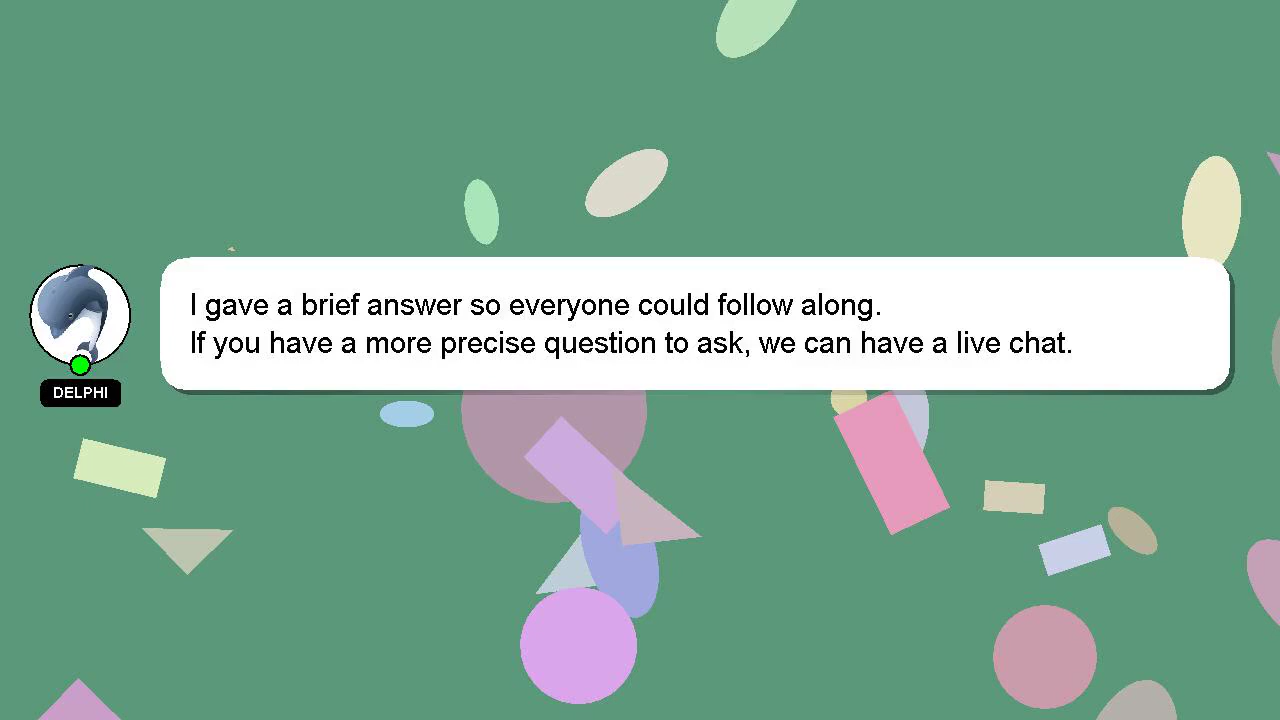 I gave a brief answer so everyone could follow along.
If you have a more precise question to ask, we can have a live chat.
DELPHI